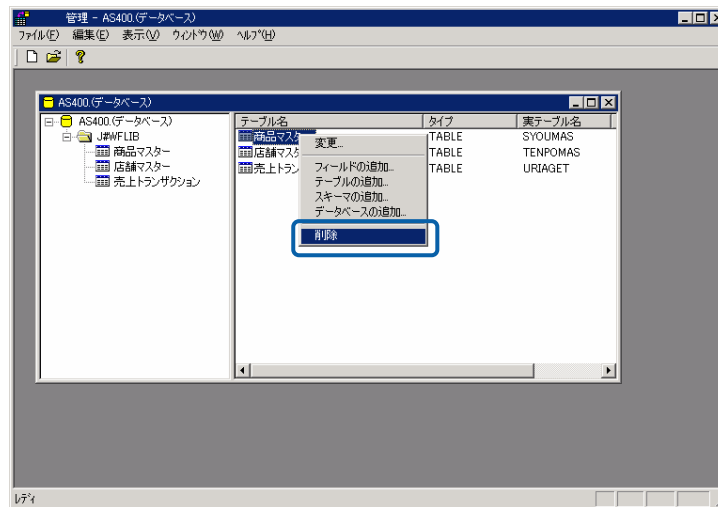 管理 - AS400.(データベース)
ファイル(F) 編集(E) 表示(V) ウィンドウ(W) ヘルプ(H)
AS400.(データベース)
AS400.(データベース)
J#WFLIB
商品マスター
店舗マスター
売上トランザクション
テーブル名 タイプ 実テーブル名
商品マスター TABLE SYOUMAS
店舗マスタ TABLE TENPOMAS
売上トラン TABLE URIAGET
変更...
フィールドの追加...
テーブルの追加...
スキーマの追加...
データベースの追加...
削除
レディ